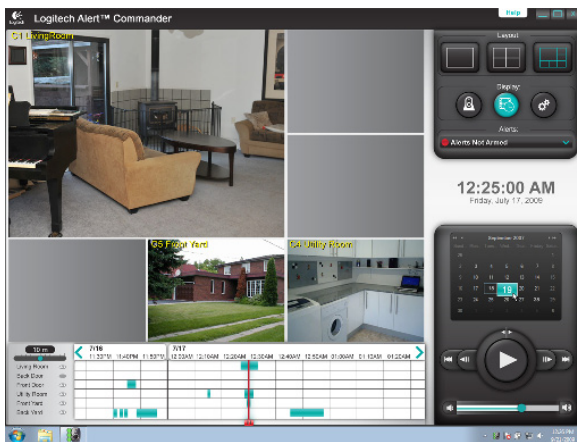 Logitech Alert™ Commander
Help
C1 LivingRoom
Layout
Display:
Alerts:
Alerts Not Armed
12:25:00 AM
Friday, July 17, 2009
September 2009
19
C5 Front Yard
C4 Utility Room
10 m
7/16
7/17
11:30PM 11:40PM 11:50PM 12:00AM 12:10AM 12:20AM 12:30AM 12:40AM 12:50AM 01:00AM 01:10AM 01:20AM
Living Room
Back Door
Front Door
Utility Room
Front Yard
Back Yard